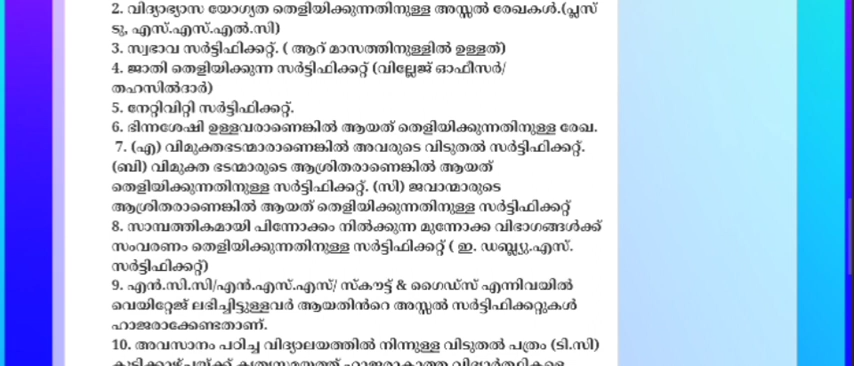 2. വിദ്യാഭ്യാസ യോഗ്യത തെളിയിക്കുന്നതിനുള്ള അസ്സൽ രേഖകൾ.(പ്ലസ്
ടു, എസ്.എസ്.എൽ.സി)
3. സ്വഭാവ സർട്ടിഫിക്കറ്റ്. ( ആറ് മാസത്തിനുള്ളിൽ ഉള്ളത്)
4. ജാതി തെളിയിക്കുന്ന സർട്ടിഫിക്കറ്റ് (വില്ലേജ് ഓഫീസർ/
തഹസിൽദാർ)
5. നേറ്റിവിറ്റി സർട്ടിഫിക്കറ്റ്.
6. ഭിന്നശേഷി ഉള്ളവരാണെങ്കിൽ ആയത് തെളിയിക്കുന്നതിനുള്ള രേഖ.
7. (എ) വിമുക്തഭടന്മാരാണെങ്കിൽ അവരുടെ വിടുതൽ സർട്ടിഫിക്കറ്റ്.
(ബി) വിമുക്ത ഭടന്മാരുടെ ആശ്രിതരാണെങ്കിൽ ആയത്
തെളിയിക്കുന്നതിനുള്ള സർട്ടിഫിക്കറ്റ്. (സി) ജവാന്മാരുടെ
ആശ്രിതരാണെങ്കിൽ ആയത് തെളിയിക്കുന്നതിനുള്ള സർട്ടിഫിക്കറ്റ്
8. സാമ്പത്തികമായി പിന്നോക്കം നിൽക്കുന്ന മുന്നോക്ക വിഭാഗങ്ങൾക്ക്
സംവരണം തെളിയിക്കുന്നതിനുള്ള സർട്ടിഫിക്കറ്റ് ( ഇ. ഡബ്ല്യു.എസ്.
സർട്ടിഫിക്കറ്റ്)
9. എൻ.സി.സി/എൻ.എസ്.എസ്/ സ്കൗട്ട് & ഗൈഡ്സ് എന്നിവയിൽ
വെയിറ്റേജ് ലഭിച്ചിട്ടുള്ളവർ ആയതിൻറെ അസ്സൽ സർട്ടിഫിക്കറ്റുകൾ
ഹാജരാക്കേണ്ടതാണ്.
10. അവസാനം പഠിച്ച വിദ്യാലയത്തിൽ നിന്നുള്ള വിടുതൽ പത്രം (ടി.സി)